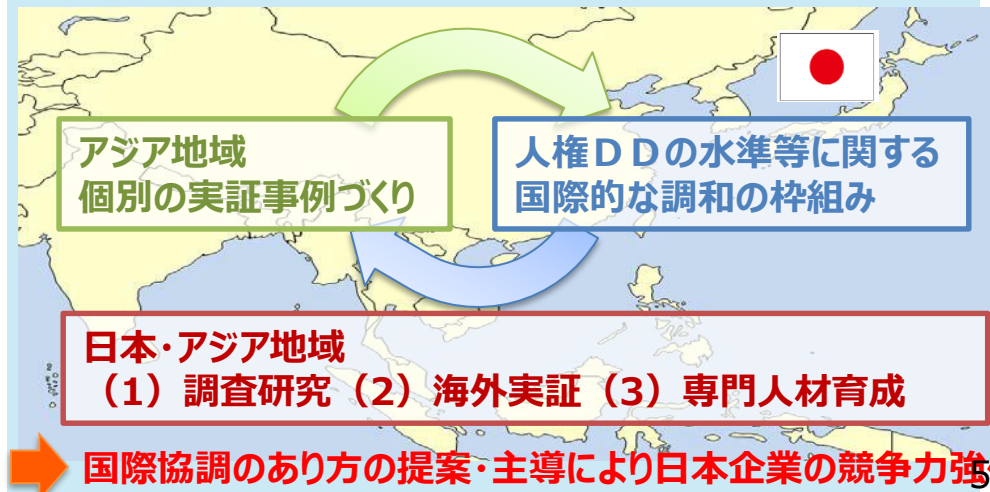 アジア地域
個別の実証事例づくり
人権ＤＤの水準等に関する
国際的な調和の枠組み
日本・アジア地域
（1）調査研究（2）海外実証（3）専門人材育成
国際協調のあり方の提案・主導により日本企業の競争力強
5